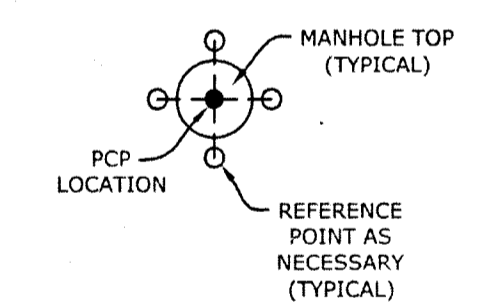 MANHOLE TOP
(TYPICAL)
PCP
LOCATION
REFERENCE
POINT AS
NECESSARY
(TYPICAL)